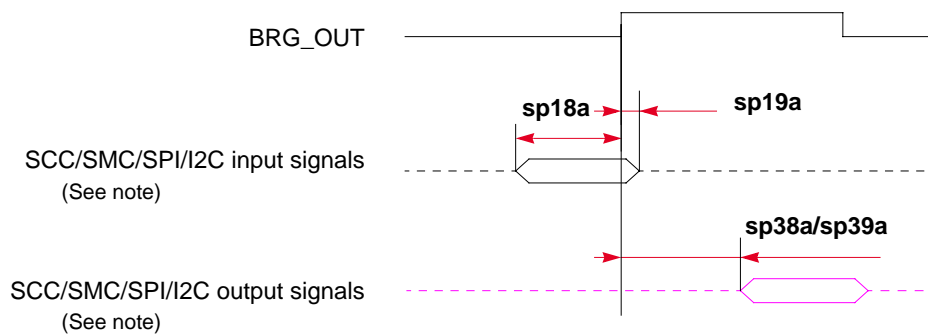 BRG_OUT
sp18a
sp19a
SCC/SMC/SPI/I2C input signals
(See note)
sp38a/sp39a
SCC/SMC/SPI/I2C output signals
(See note)